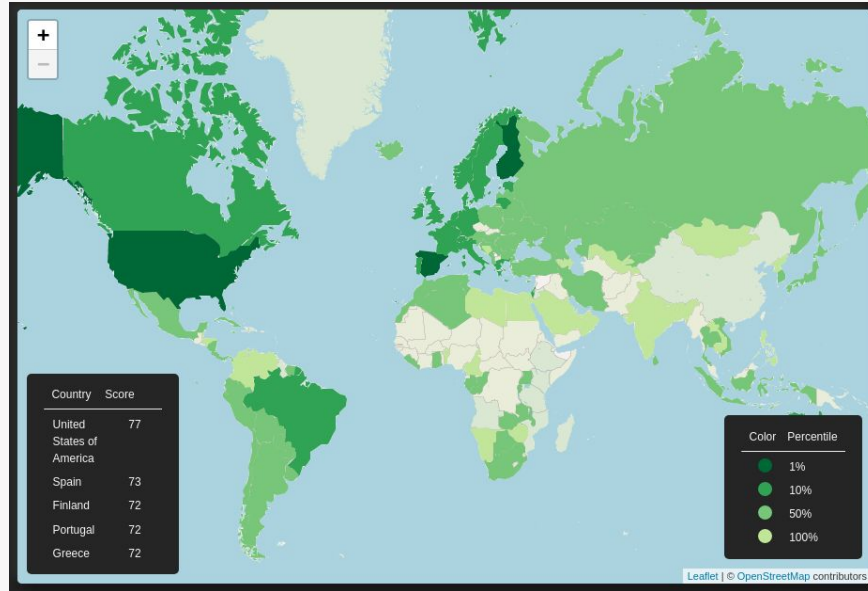 +
−
Country Score
United States of America 77
Spain 73
Finland 72
Portugal 72
Greece 72
Color Percentile
1%
10%
50%
100%
Leaflet | © OpenStreetMap contributors